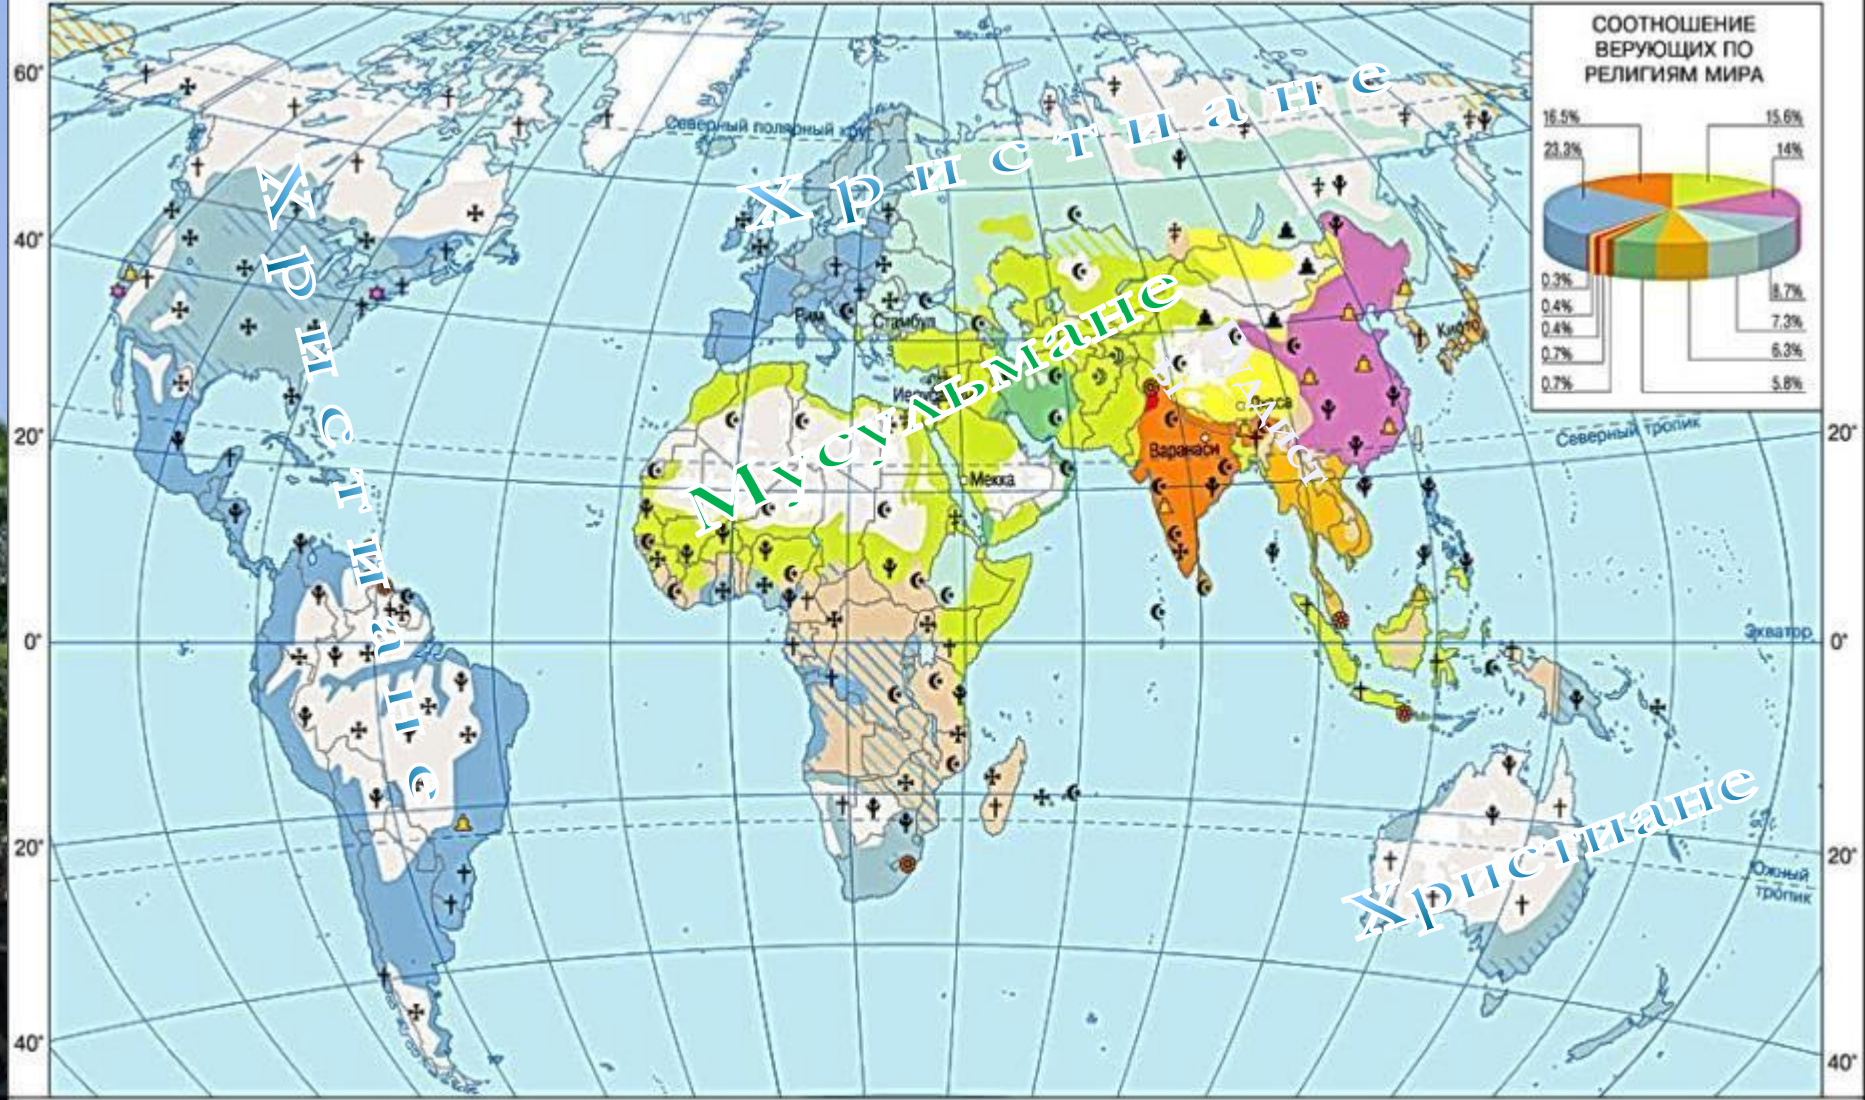 СООТНОШЕНИЕ
ВЕРУЮЩИХ ПО
РЕЛИГИЯМ МИРА
16.5%
15.6%
23.3%
14%
0.3%
0.4%
0.4%
0.7%
0.7%
8.7%
7.3%
6.3%
5.8%
60°
40°
20°
0°
20°
40°
20°
0°
20°
40°
Северный полярный круг
Христиане
Христиане
Мусульмане
Христиане
Рим
Стамбул
Мекка
Варанаси
Киото
Северный тропик
Экватор
Южный
тропик